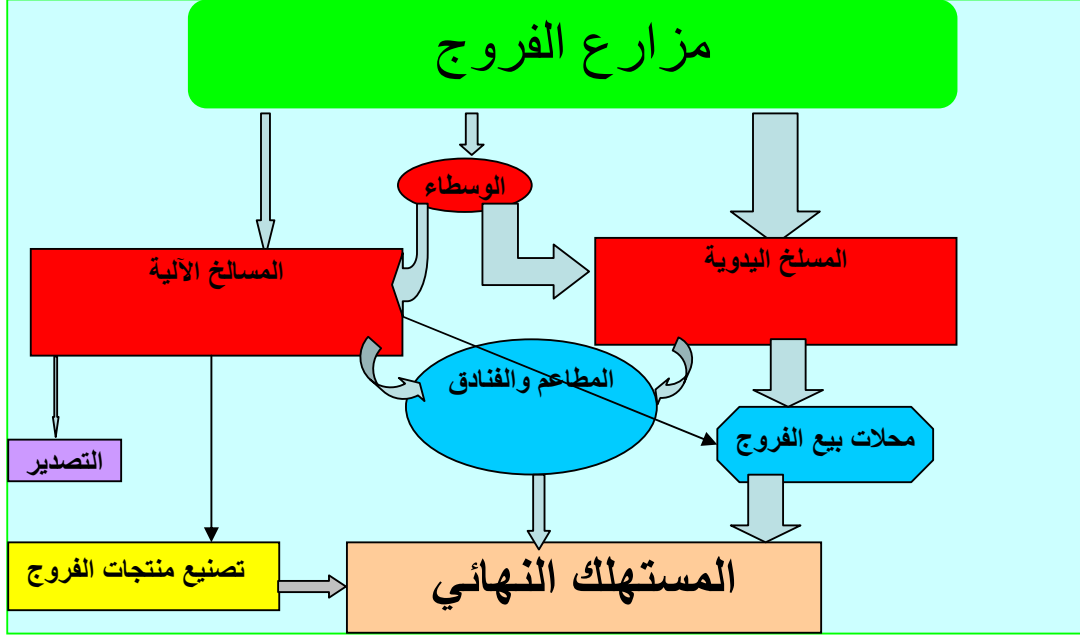 مزارع الفروج
الوسطاء
المسلخ اليدوية
المسالخ الآلية
المطاعم والفنادق
محلات بيع الفروج
التصدير
المستهلك النهائي
تصنيع منتجات الفروج